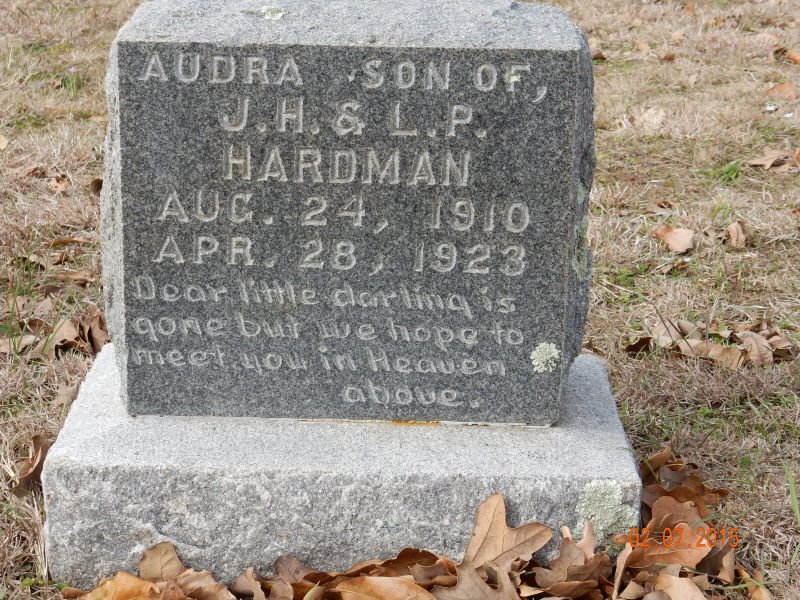 AUDRA SON OF,
J.H. & L.P.
HARDMAN
AUG. 24, 1910
APR. 28, 1923
Dear little darling is
gone but we hope to
meet you in Heaven
above.
02.07.2015